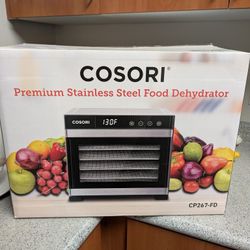 COSORI®
Premium Stainless Steel Food Dehydrator
COSORI
130F
CP267-FD